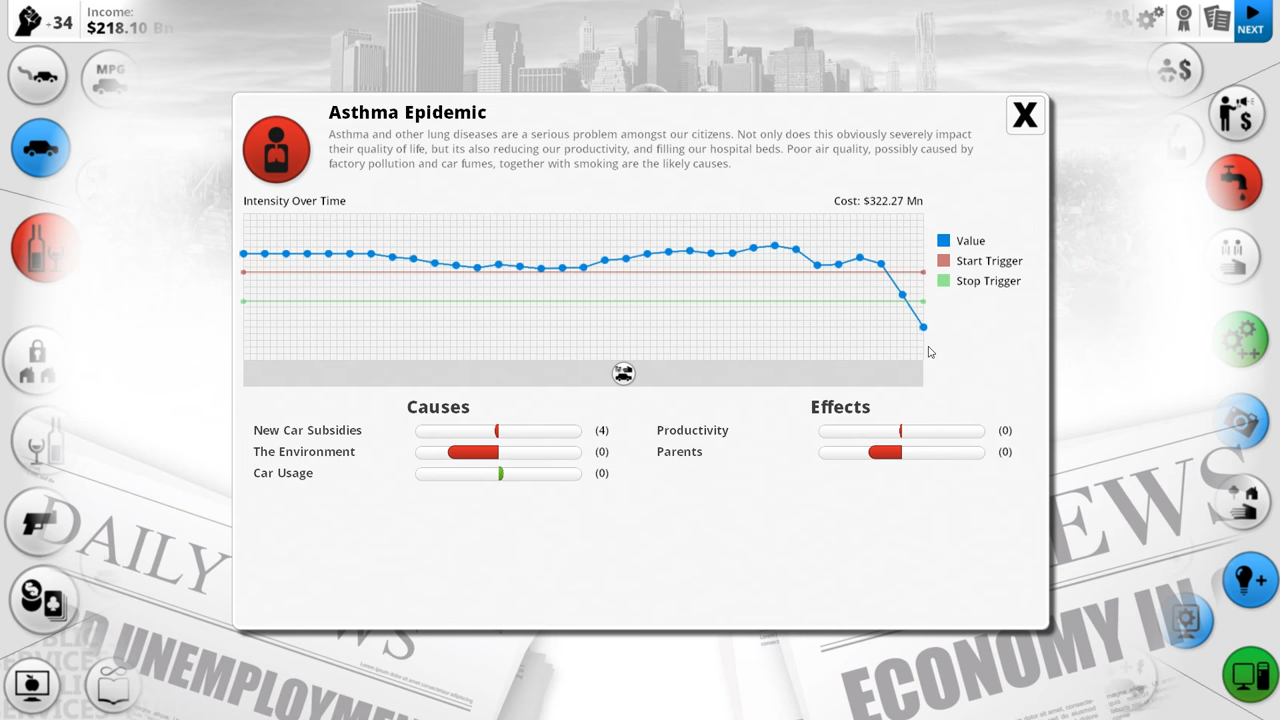 -34
Income:
$218.10 Bn
NEXT
MPG
Asthma Epidemic
X
Asthma and other lung diseases are a serious problem amongst our citizens. Not only does this obviously severely impact
their quality of life, but its also reducing our productivity, and filling our hospital beds. Poor air quality, possibly caused by
factory pollution and car fumes, together with smoking are the likely causes.
Intensity Over Time
Cost: $322.27 Mn
Value
Start Trigger
Stop Trigger
Causes
Effects
New Car Subsidies
(4)
Productivity
(0)
The Environment
(0)
Parents
(0)
Car Usage
(0)
DAILY
NEWS
UNEMPLOYME
ECONOMY IN